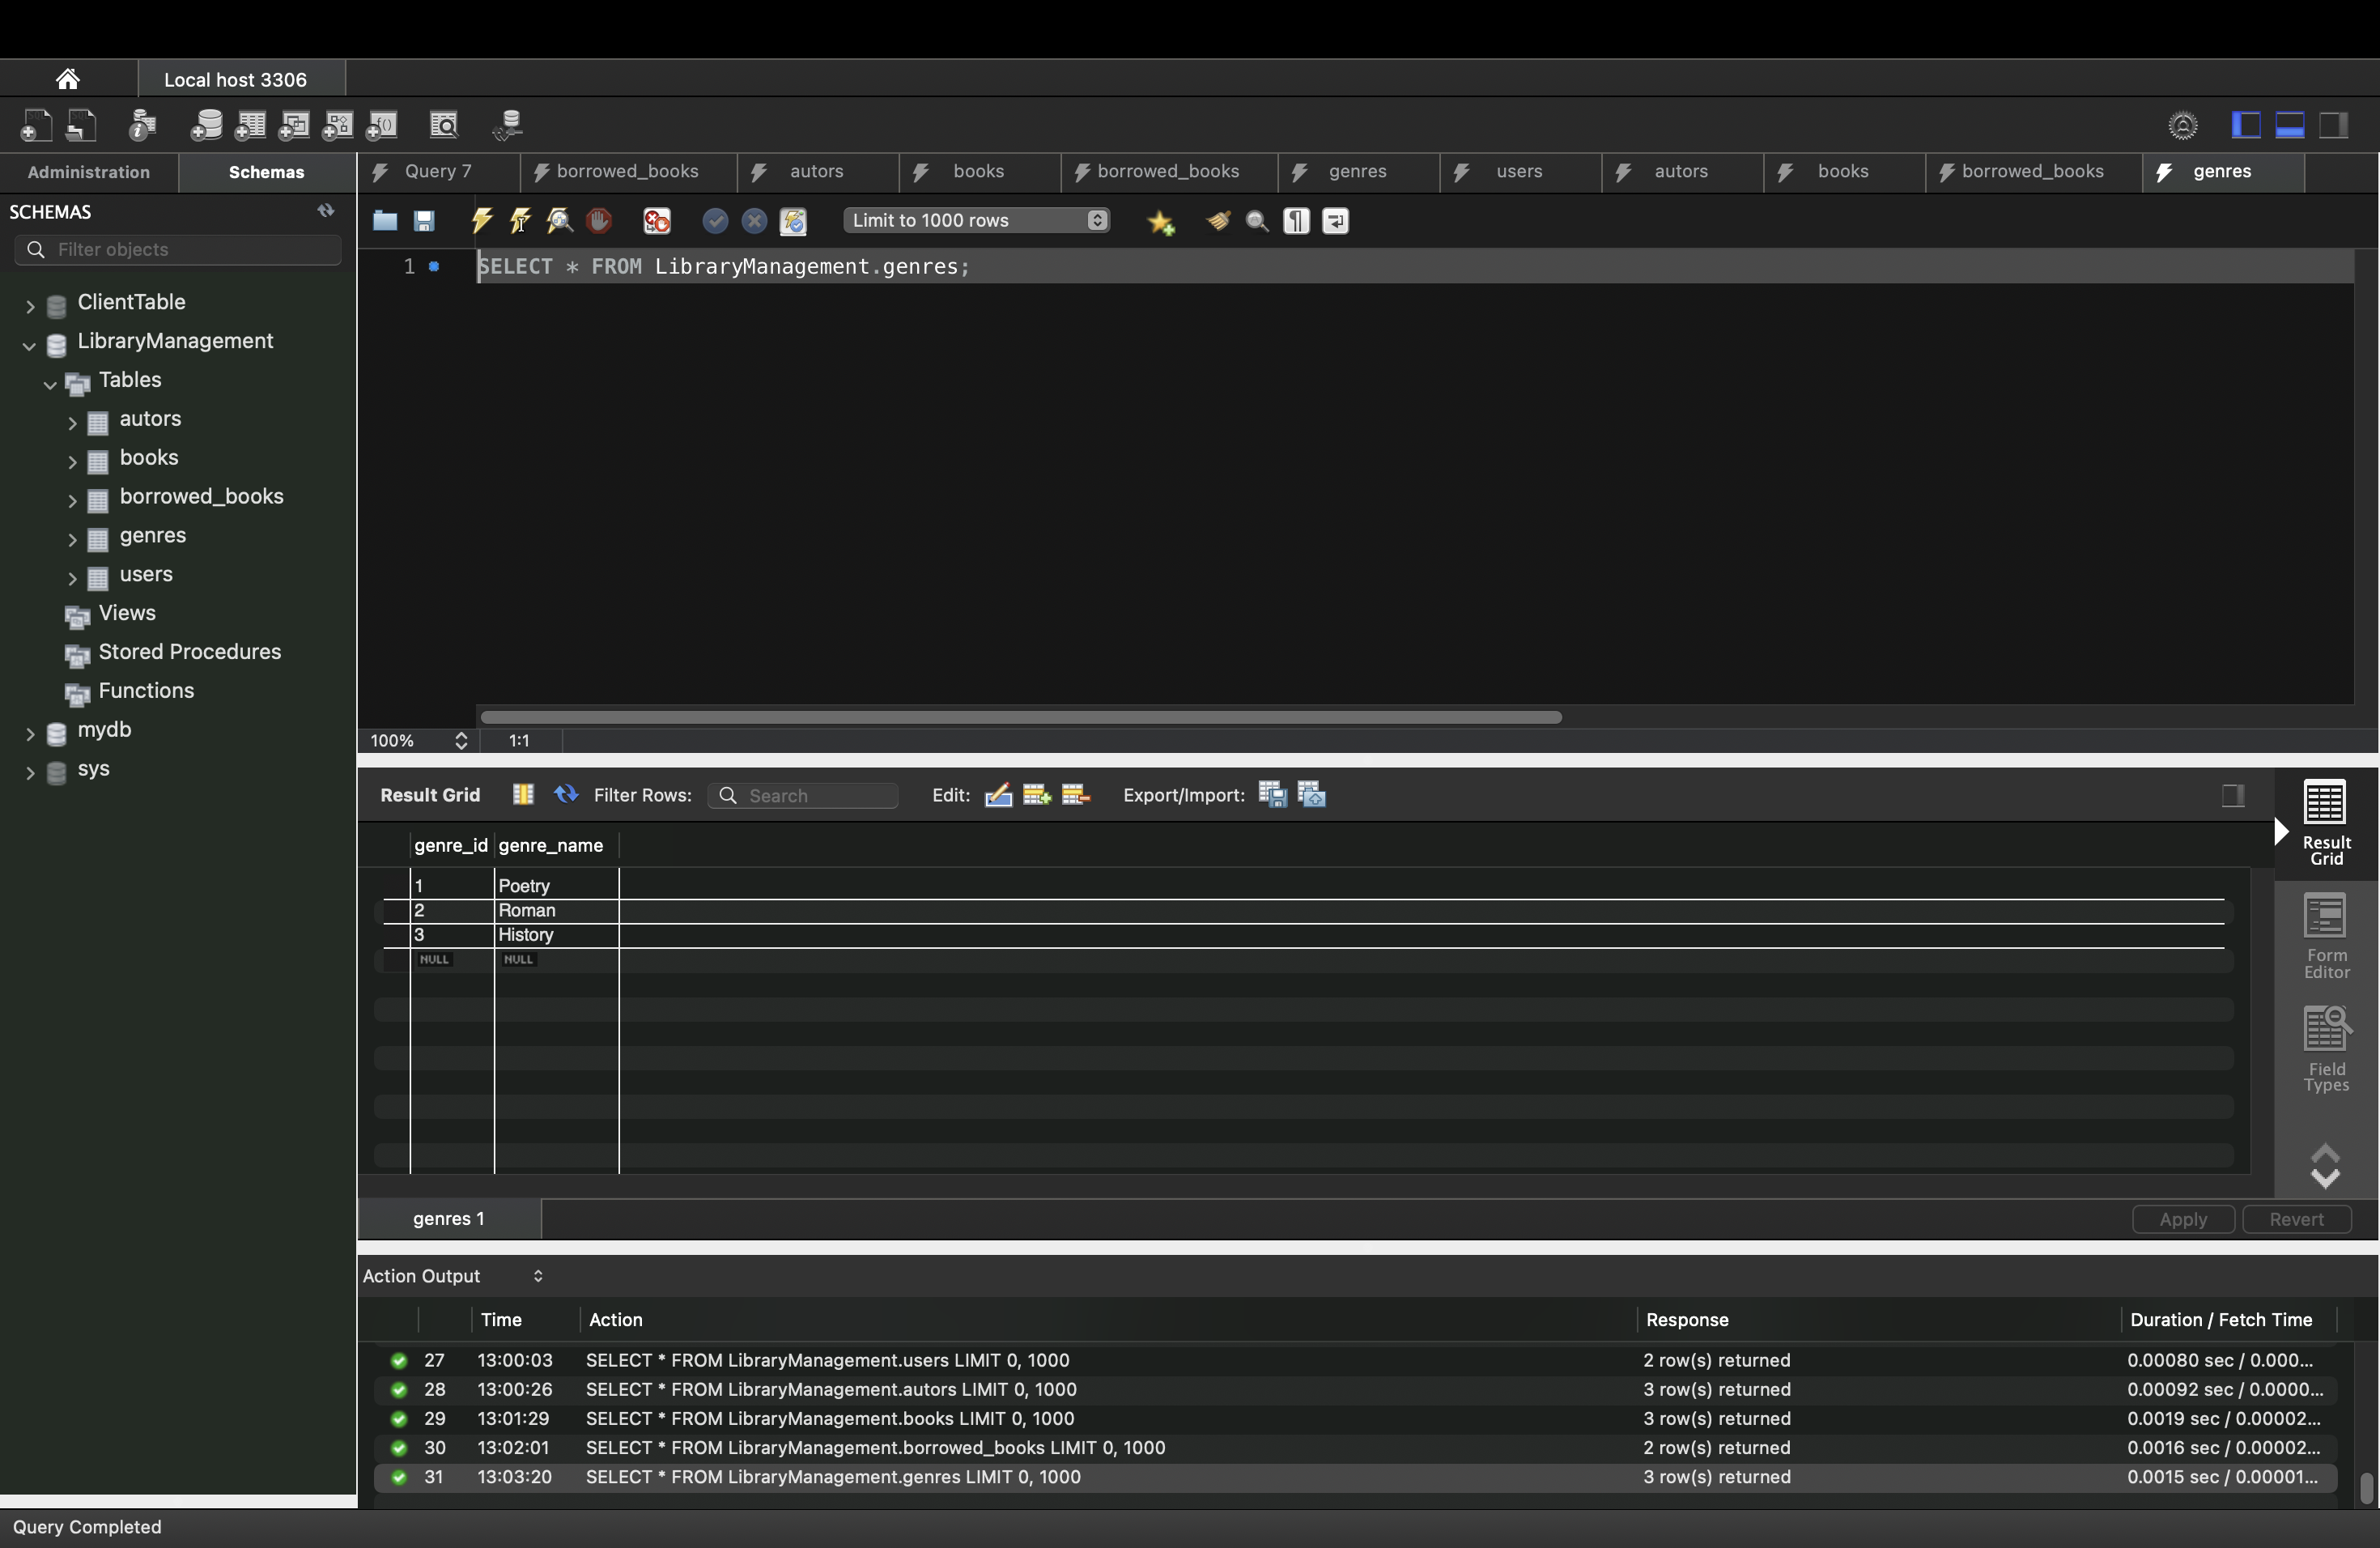 Local host 3306
Administration Schemas
Query 7 borrowed_books autors books borrowed_books genres users autors books borrowed_books genres
SCHEMAS
Filter objects
ClientTable
LibraryManagement
Tables
autors
books
borrowed_books
genres
users
Views
Stored Procedures
Functions
mydb
sys
Limit to 1000 rows
1 SELECT * FROM LibraryManagement.genres;
100% 1:1
Result Grid Filter Rows: Search Edit: Export/Import:
genre_id genre_name
1 Poetry
2 Roman
3 History
NULL NULL
Result
Grid
Form
Editor
Field
Types
genres 1 Apply Revert
Action Output
Time Action Response Duration / Fetch Time
27 13:00:03 SELECT * FROM LibraryManagement.users LIMIT 0, 1000 2 row(s) returned 0.00080 sec / 0.000...
28 13:00:26 SELECT * FROM LibraryManagement.autors LIMIT 0, 1000 3 row(s) returned 0.00092 sec / 0.0000...
29 13:01:29 SELECT * FROM LibraryManagement.books LIMIT 0, 1000 3 row(s) returned 0.0019 sec / 0.00002...
30 13:02:01 SELECT * FROM LibraryManagement.borrowed_books LIMIT 0, 1000 2 row(s) returned 0.0016 sec / 0.00002...
31 13:03:20 SELECT * FROM LibraryManagement.genres LIMIT 0, 1000 3 row(s) returned 0.0015 sec / 0.00001...
Query Completed